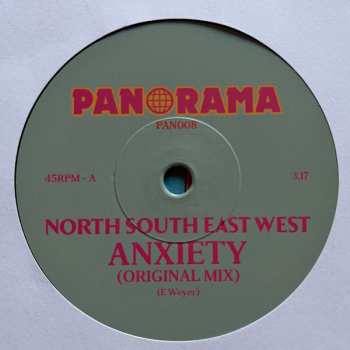 PANORAMA
PAN008
45RPM - A
3.17
NORTH SOUTH EAST WEST
ANXIETY
(ORIGINAL MIX)
(E Weyer)